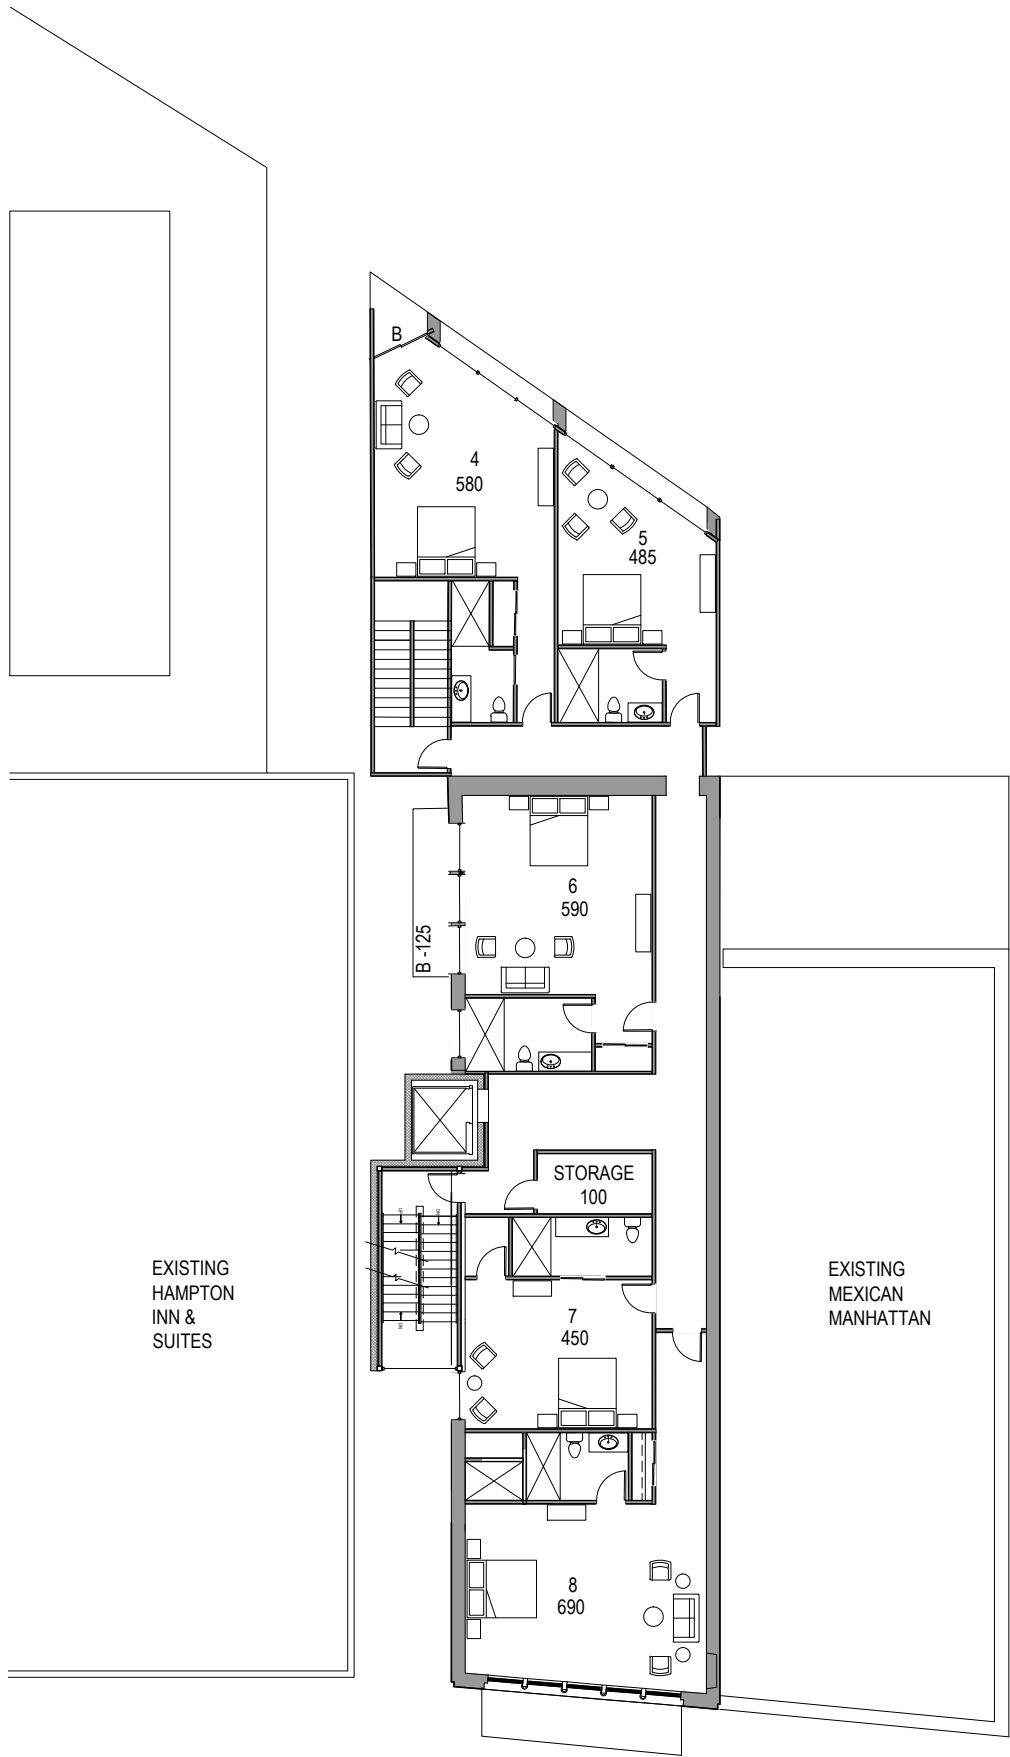 B
4
580
5
485
6
590
B -125
STORAGE
100
EXISTING
HAMPTON
INN &
SUITES
EXISTING
MEXICAN
MANHATTAN
7
450
8
690